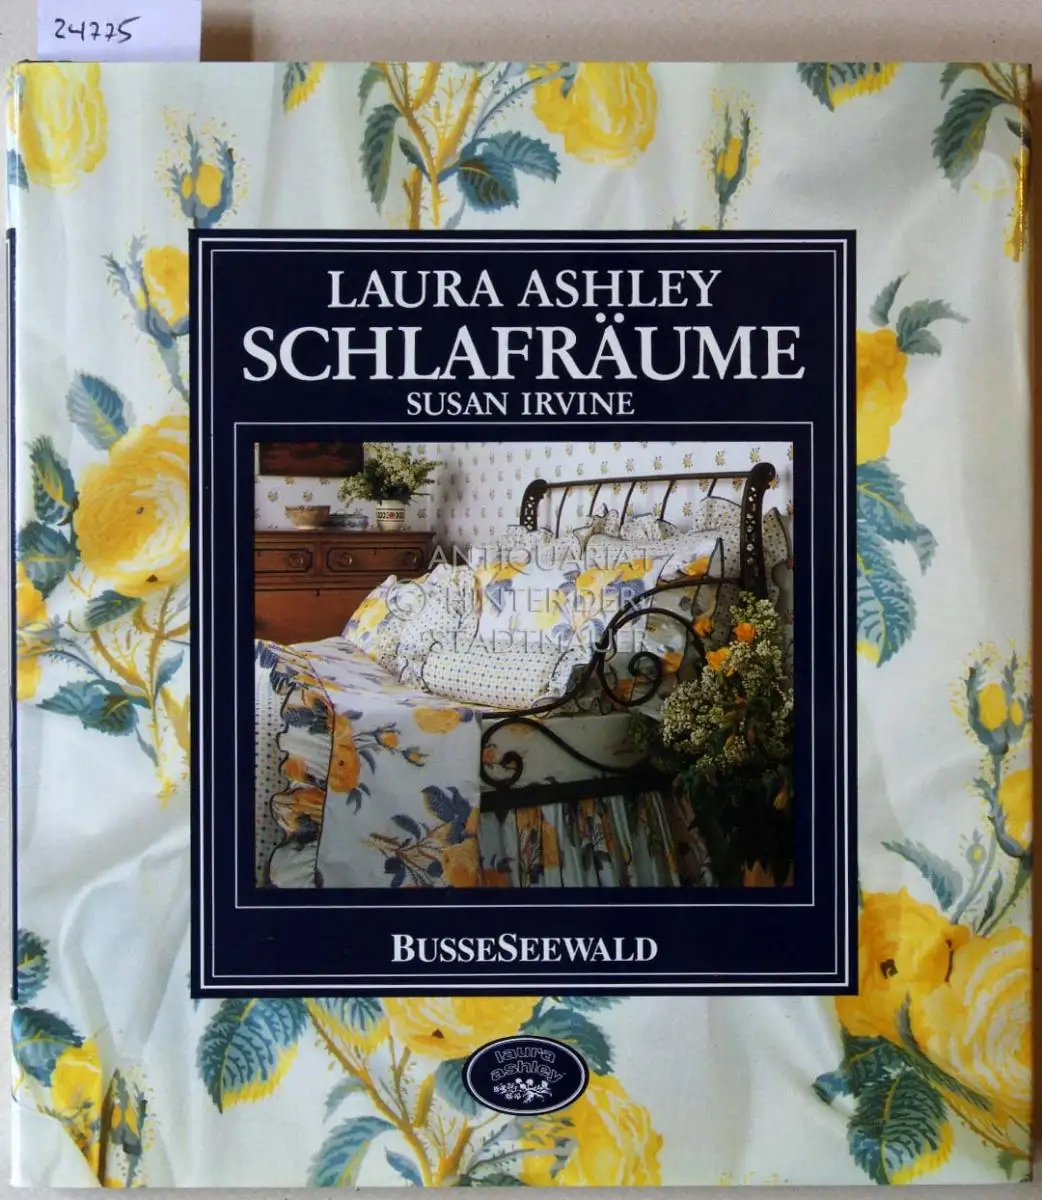 24775
LAURA ASHLEY
SCHLAFRÄUME
SUSAN IRVINE
ANTIQUARIAT
© HINTER DER
STADTMAUER
BUSSESEEWALD
laura
ashley